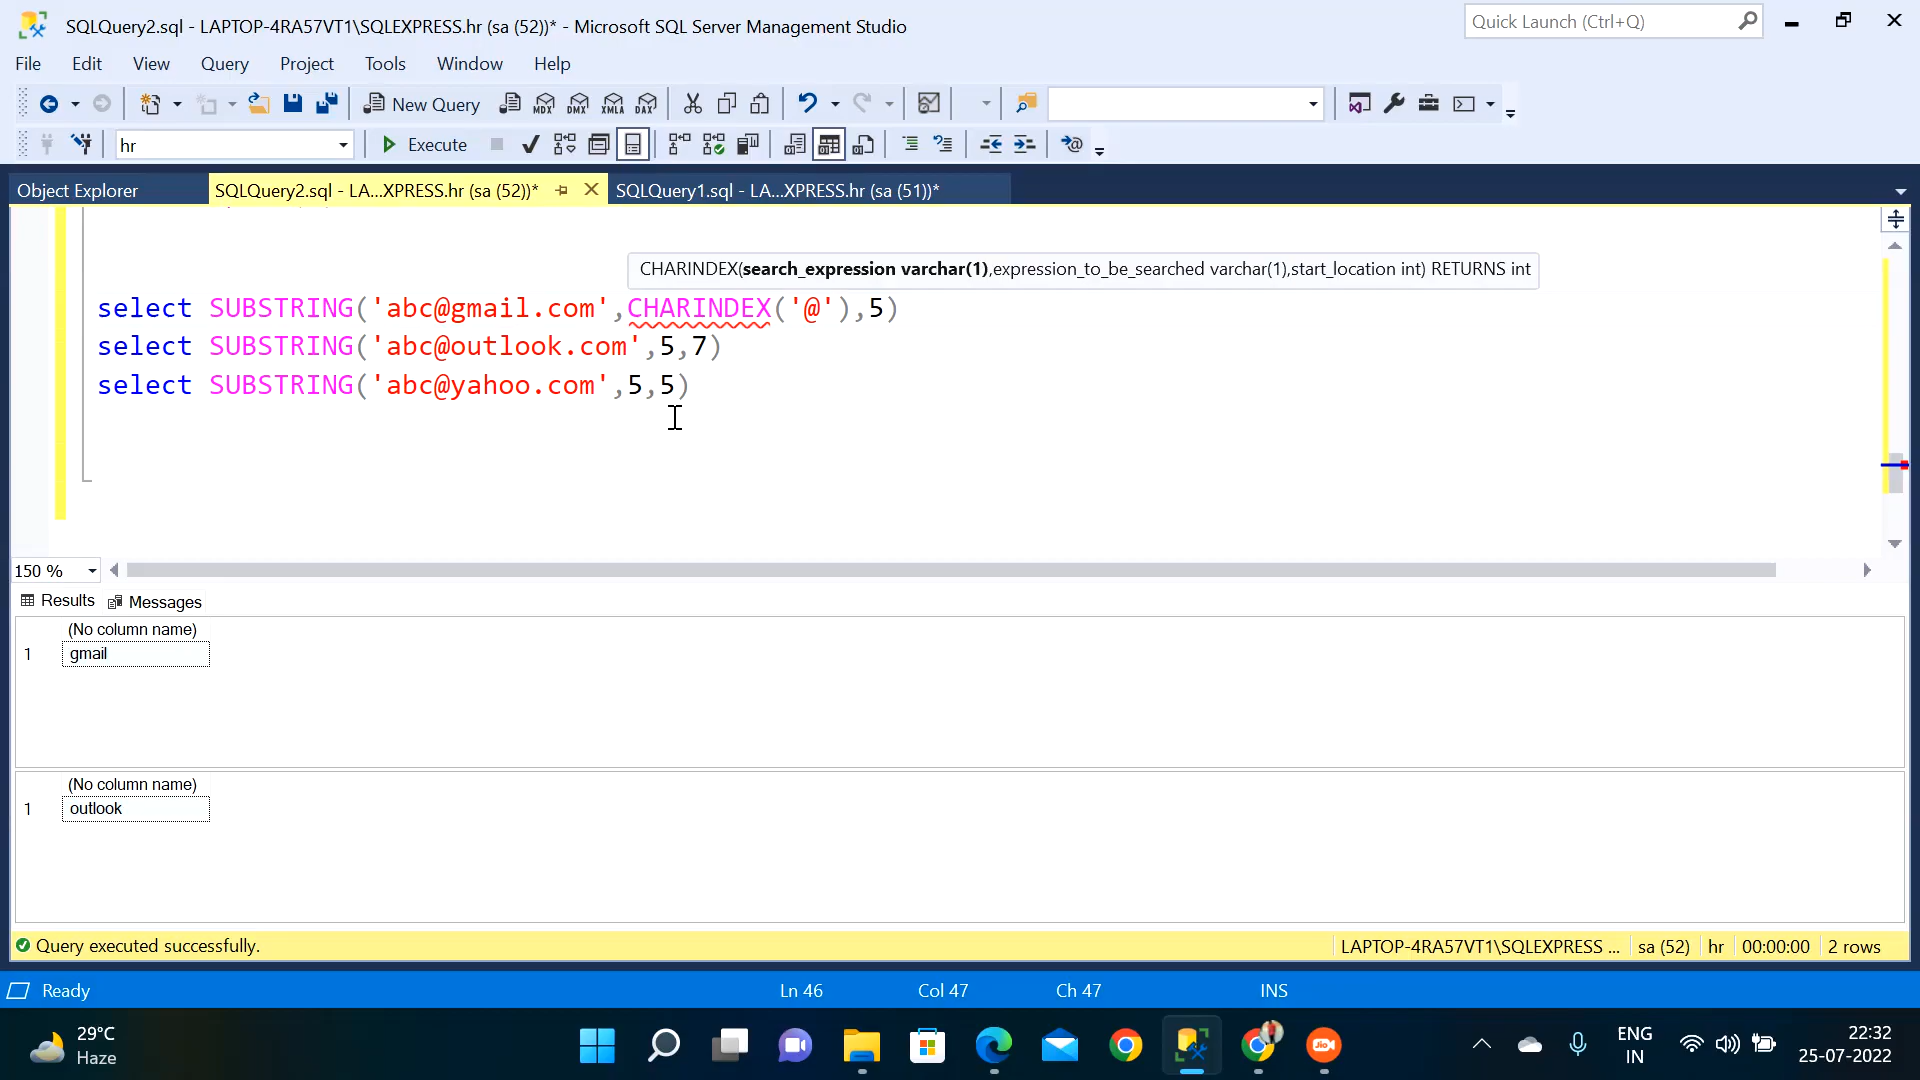 SQLQuery2.sql - LAPTOP-4RA57VT1\SQLEXPRESS.hr (sa (52))* - Microsoft SQL Server Management Studio
Quick Launch (Ctrl+Q)
File Edit View Query Project Tools Window Help
New Query MDX DMX XMLA DAX
hr Execute
Object Explorer SQLQuery2.sql - LA...XPRESS.hr (sa (52))* SQLQuery1.sql - LA...XPRESS.hr (sa (51))*
CHARINDEX(search_expression varchar(1),expression_to_be_searched varchar(1),start_location int) RETURNS int
select SUBSTRING('abc@gmail.com',CHARINDEX('@'),5)
select SUBSTRING('abc@outlook.com',5,7)
select SUBSTRING('abc@yahoo.com',5,5)
150 %
Results Messages
(No column name)
1 gmail
(No column name)
1 outlook
Query executed successfully. LAPTOP-4RA57VT1\SQLEXPRESS ... sa (52) hr 00:00:00 2 rows
Ready Ln 46 Col 47 Ch 47 INS
29°C
Haze
Jio
ENG
IN
22:32
25-07-2022